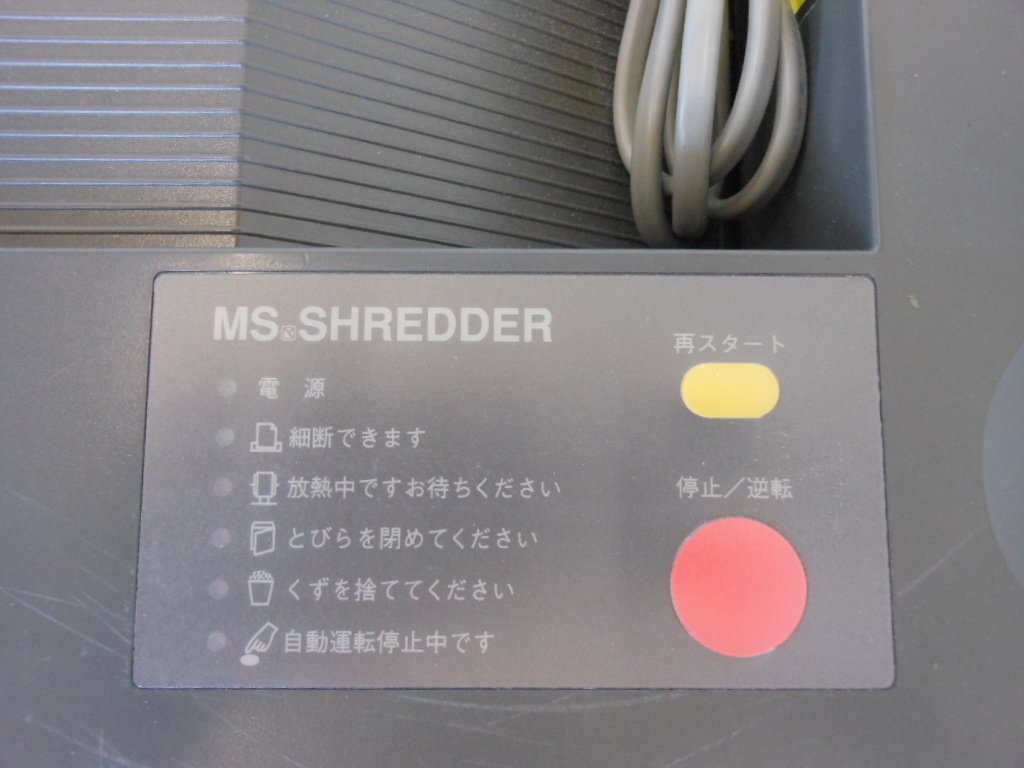 MS SHREDDER
電源
細断できます
放熱中ですお待ちください
とびらを閉めてください
くずを捨ててください
自動運転停止中です
再スタート
停止／逆転